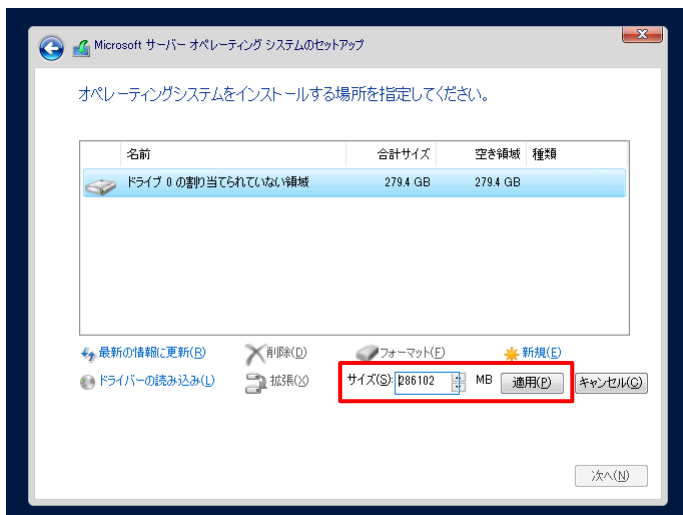 Microsoft サーバー オペレーティング システムのセットアップ
オペレーティングシステムをインストールする場所を指定してください。
名前 合計サイズ 空き領域 種類
ドライブ 0 の割り当てられていない領域 279.4 GB 279.4 GB
最新の情報に更新(R) 削除(D) フォーマット(F) 新規(E)
ドライバーの読み込み(L) 拡張(X) サイズ(S): 286102 MB 適用(P) キャンセル(C)
次へ(N)